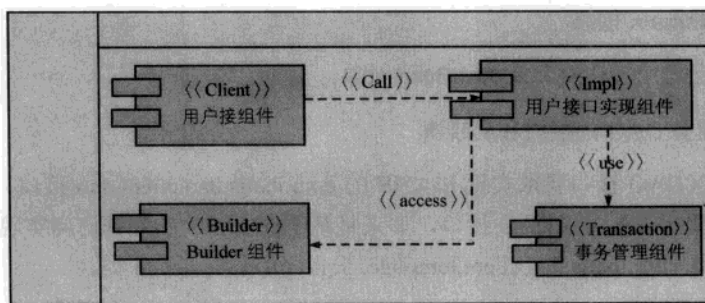 《Client》
用户接组件
《Call》
《Impl》
用户接口实现组件
《use》
《access》
《Builder》
Builder 组件
《Transaction》
事务管理组件